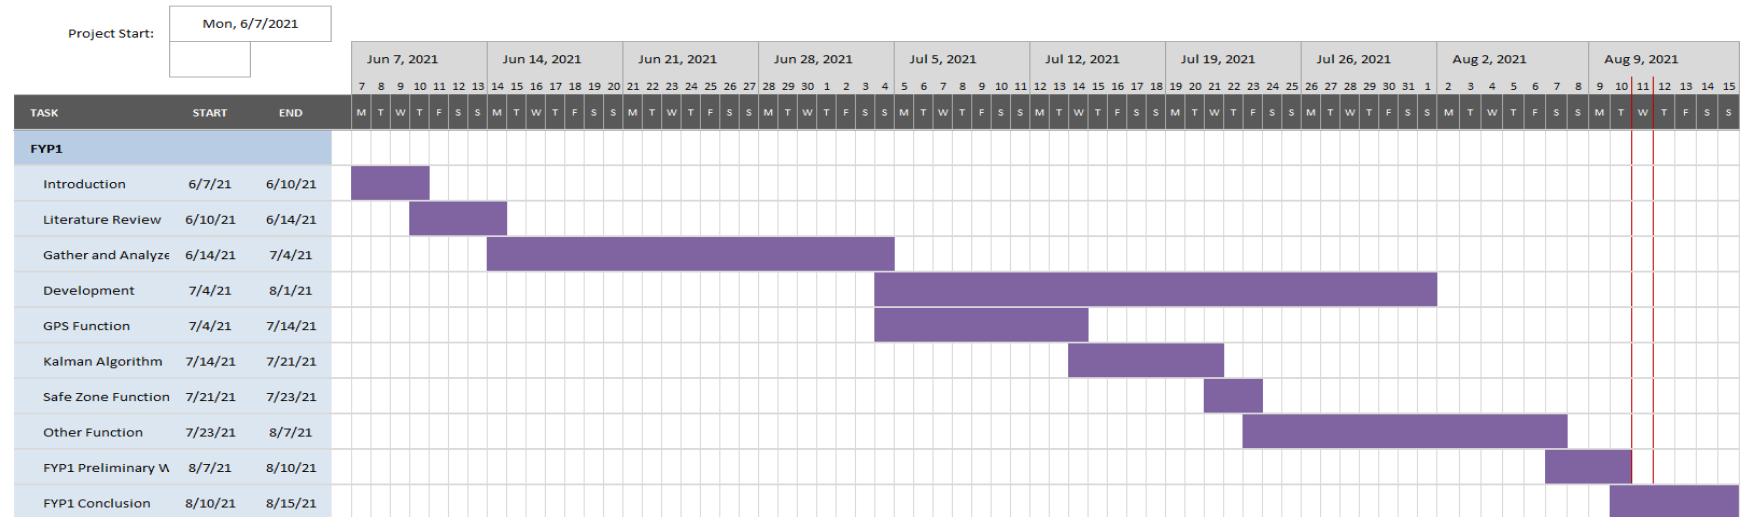 Project Start: Mon, 6/7/2021
Jun 7, 2021 Jun 14, 2021 Jun 21, 2021 Jun 28, 2021 Jul 5, 2021 Jul 12, 2021 Jul 19, 2021 Jul 26, 2021 Aug 2, 2021 Aug 9, 2021
7 8 9 10 11 12 13 14 15 16 17 18 19 20 21 22 23 24 25 26 27 28 29 30 1 2 3 4 5 6 7 8 9 10 11 12 13 14 15 16 17 18 19 20 21 22 23 24 25 26 27 28 29 30 31 1 2 3 4 5 6 7 8 9 10 11 12 13 14 15
TASK START END M T W T F S S M T W T F S S M T W T F S S M T W T F S S M T W T F S S M T W T F S S M T W T F S S M T W T F S S M T W T F S S M T W T F S S
FYP1
Introduction 6/7/21 6/10/21
Literature Review 6/10/21 6/14/21
Gather and Analyze 6/14/21 7/4/21
Development 7/4/21 8/1/21
GPS Function 7/4/21 7/14/21
Kalman Algorithm 7/14/21 7/21/21
Safe Zone Function 7/21/21 7/23/21
Other Function 7/23/21 8/7/21
FYP1 Preliminary W 8/7/21 8/10/21
FYP1 Conclusion 8/10/21 8/15/21